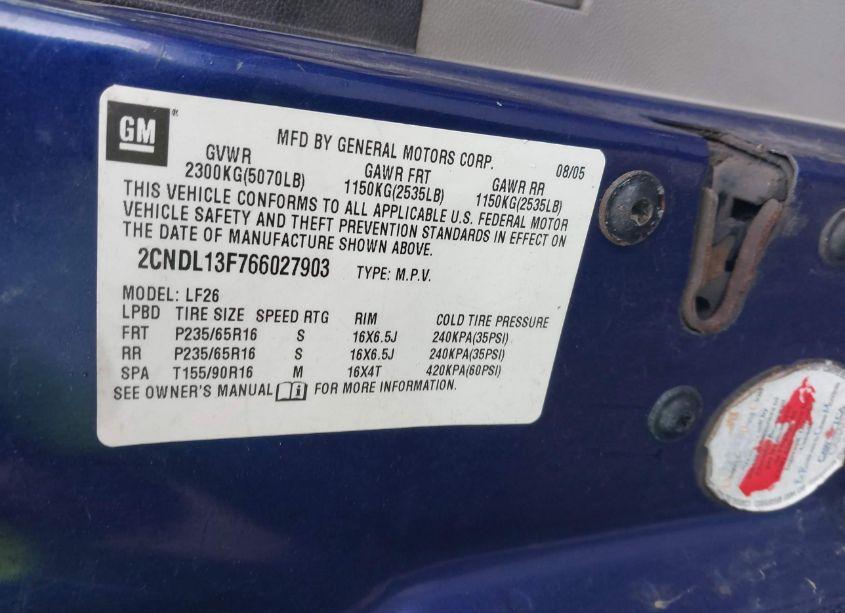 GM
MFD BY GENERAL MOTORS CORP. 08/05
GVWR GAWR FRT GAWR RR
2300KG(5070LB) 1150KG(2535LB) 1150KG(2535LB)
THIS VEHICLE CONFORMS TO ALL APPLICABLE U.S. FEDERAL MOTOR
VEHICLE SAFETY AND THEFT PREVENTION STANDARDS IN EFFECT ON
THE DATE OF MANUFACTURE SHOWN ABOVE.
2CNDL13F766027903 TYPE: M.P.V.
MODEL: LF26
LPBD TIRE SIZE SPEED RTG RIM COLD TIRE PRESSURE
FRT P235/65R16 S 16X6.5J 240KPA(35PSI)
RR P235/65R16 S 16X6.5J 240KPA(35PSI)
SPA T155/90R16 M 16X4T 420KPA(60PSI)
SEE OWNER'S MANUAL i FOR MORE INFORMATION.